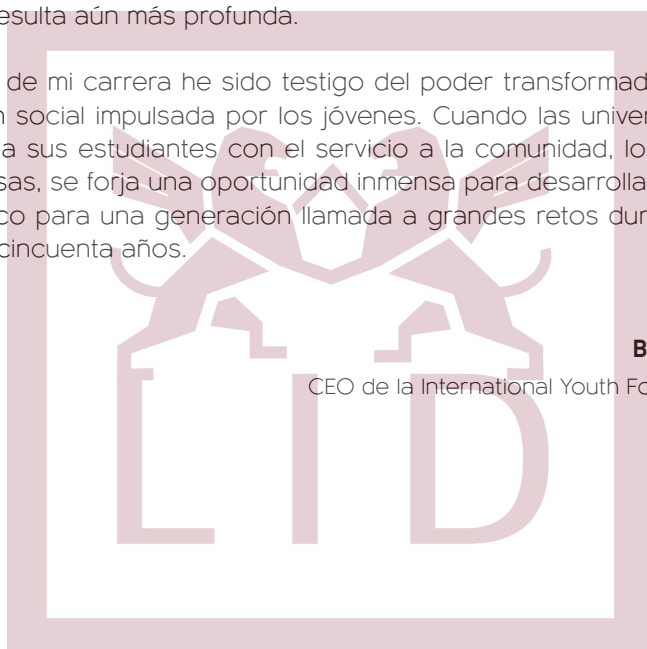 esulta aún más profunda.
de mi carrera he sido testigo del poder transformad
n social impulsada por los jóvenes. Cuando las univer
a sus estudiantes con el servicio a la comunidad, lo
sas, se forja una oportunidad inmensa para desarrolla
co para una generación llamada a grandes retos dur
cincuenta años.
B
CEO de la International Youth Fo
LID